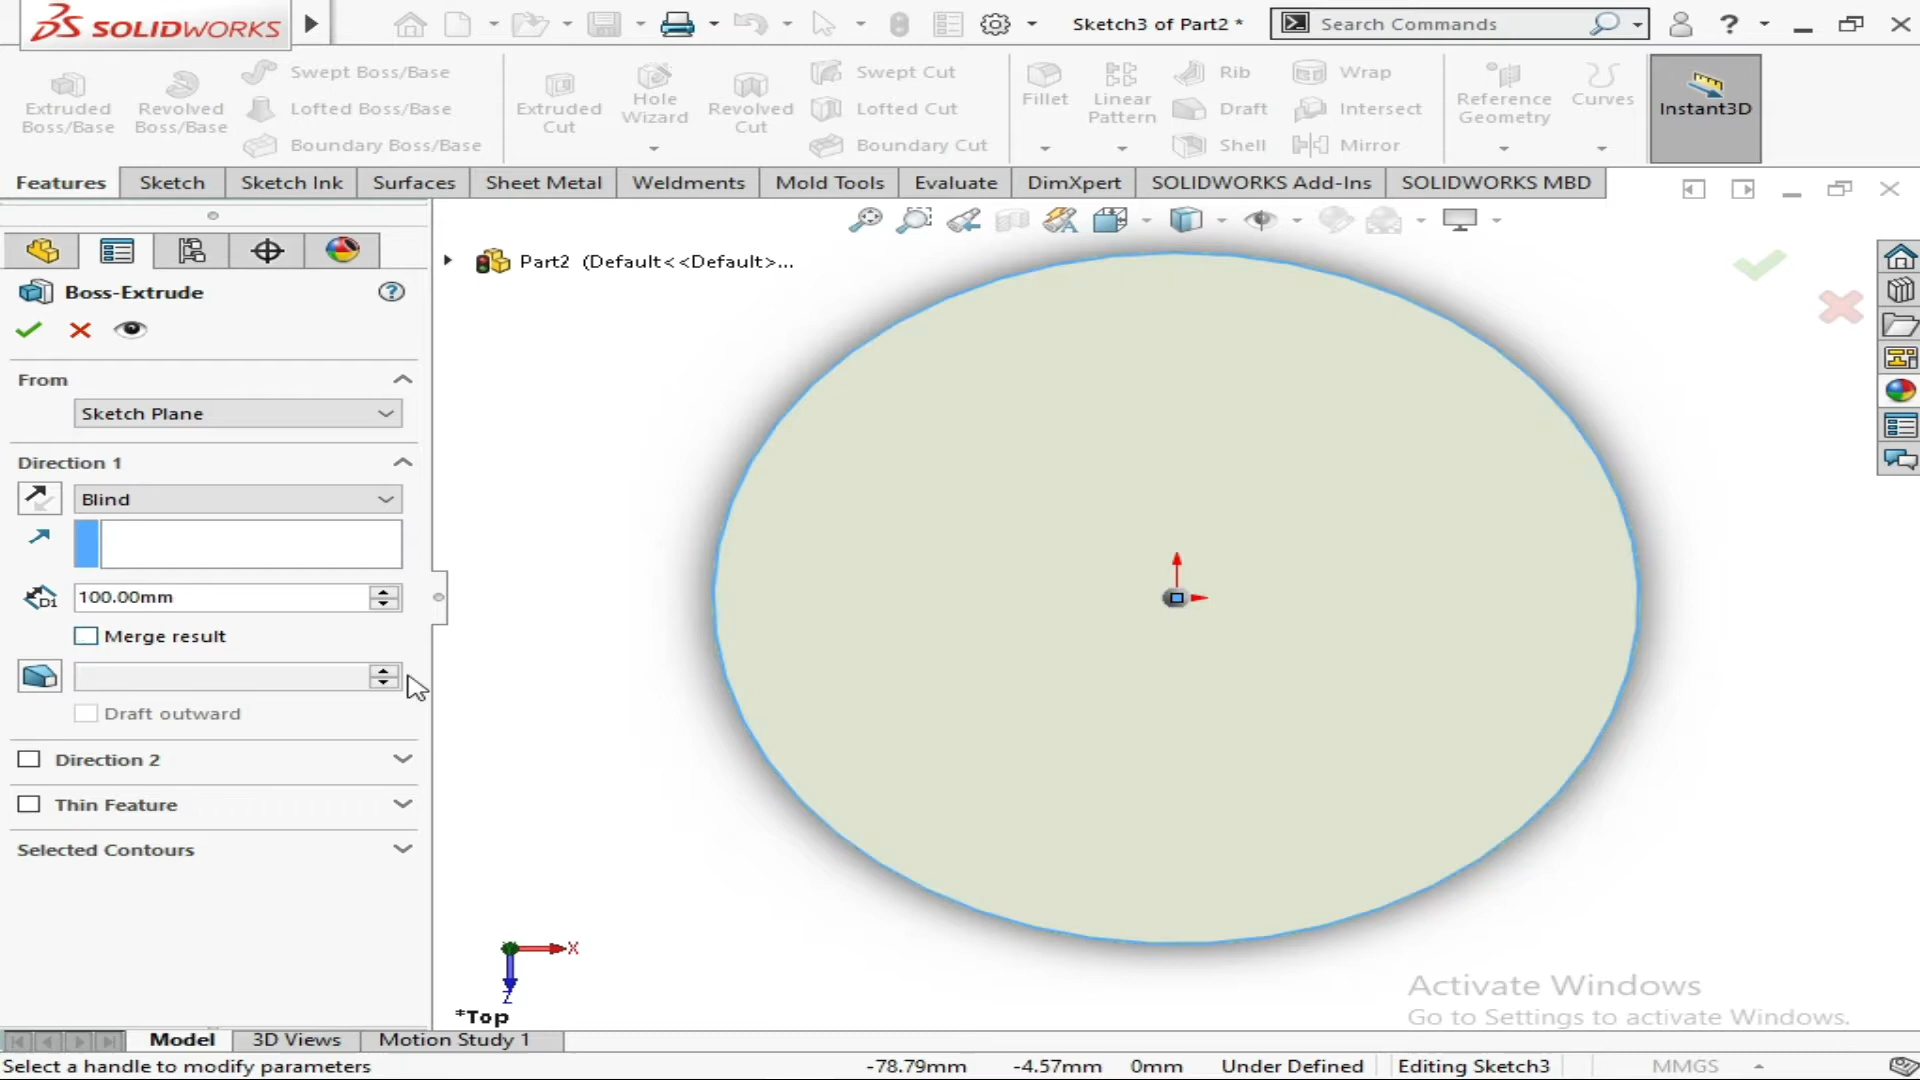 SOLIDWORKS
Sketch3 of Part2 *
Search Commands
?
Extruded Boss/Base
Revolved Boss/Base
Swept Boss/Base
Lofted Boss/Base
Boundary Boss/Base
Extruded Cut
Hole Wizard
Revolved Cut
Swept Cut
Lofted Cut
Boundary Cut
Fillet
Linear Pattern
Rib
Draft
Shell
Wrap
Intersect
Mirror
Reference Geometry
Curves
Instant3D
Features
Sketch
Sketch Ink
Surfaces
Sheet Metal
Weldments
Mold Tools
Evaluate
DimXpert
SOLIDWORKS Add-Ins
SOLIDWORKS MBD
Part2 (Default<<Default>...
Boss-Extrude
?
From
Sketch Plane
Direction 1
Blind
D1
100.00mm
Merge result
Draft outward
Direction 2
Thin Feature
Selected Contours
X
Z
*Top
Activate Windows
Go to Settings to activate Windows.
Model
3D Views
Motion Study 1
Select a handle to modify parameters
-78.79mm
-4.57mm
0mm
Under Defined
Editing Sketch3
MMGS